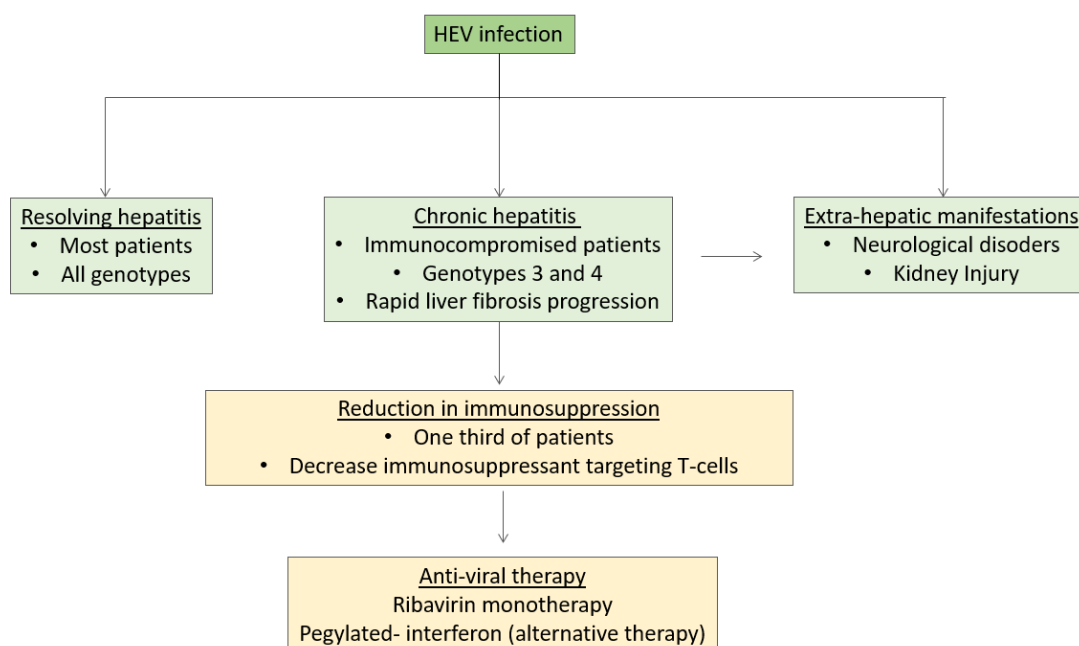 HEV infection
Resolving hepatitis
• Most patients
• All genotypes
Chronic hepatitis
• Immunocompromised patients
• Genotypes 3 and 4
• Rapid liver fibrosis progression
Extra-hepatic manifestations
• Neurological disoders
• Kidney Injury
Reduction in immunosuppression
• One third of patients
• Decrease immunosuppressant targeting T-cells
Anti-viral therapy
Ribavirin monotherapy
Pegylated- interferon (alternative therapy)